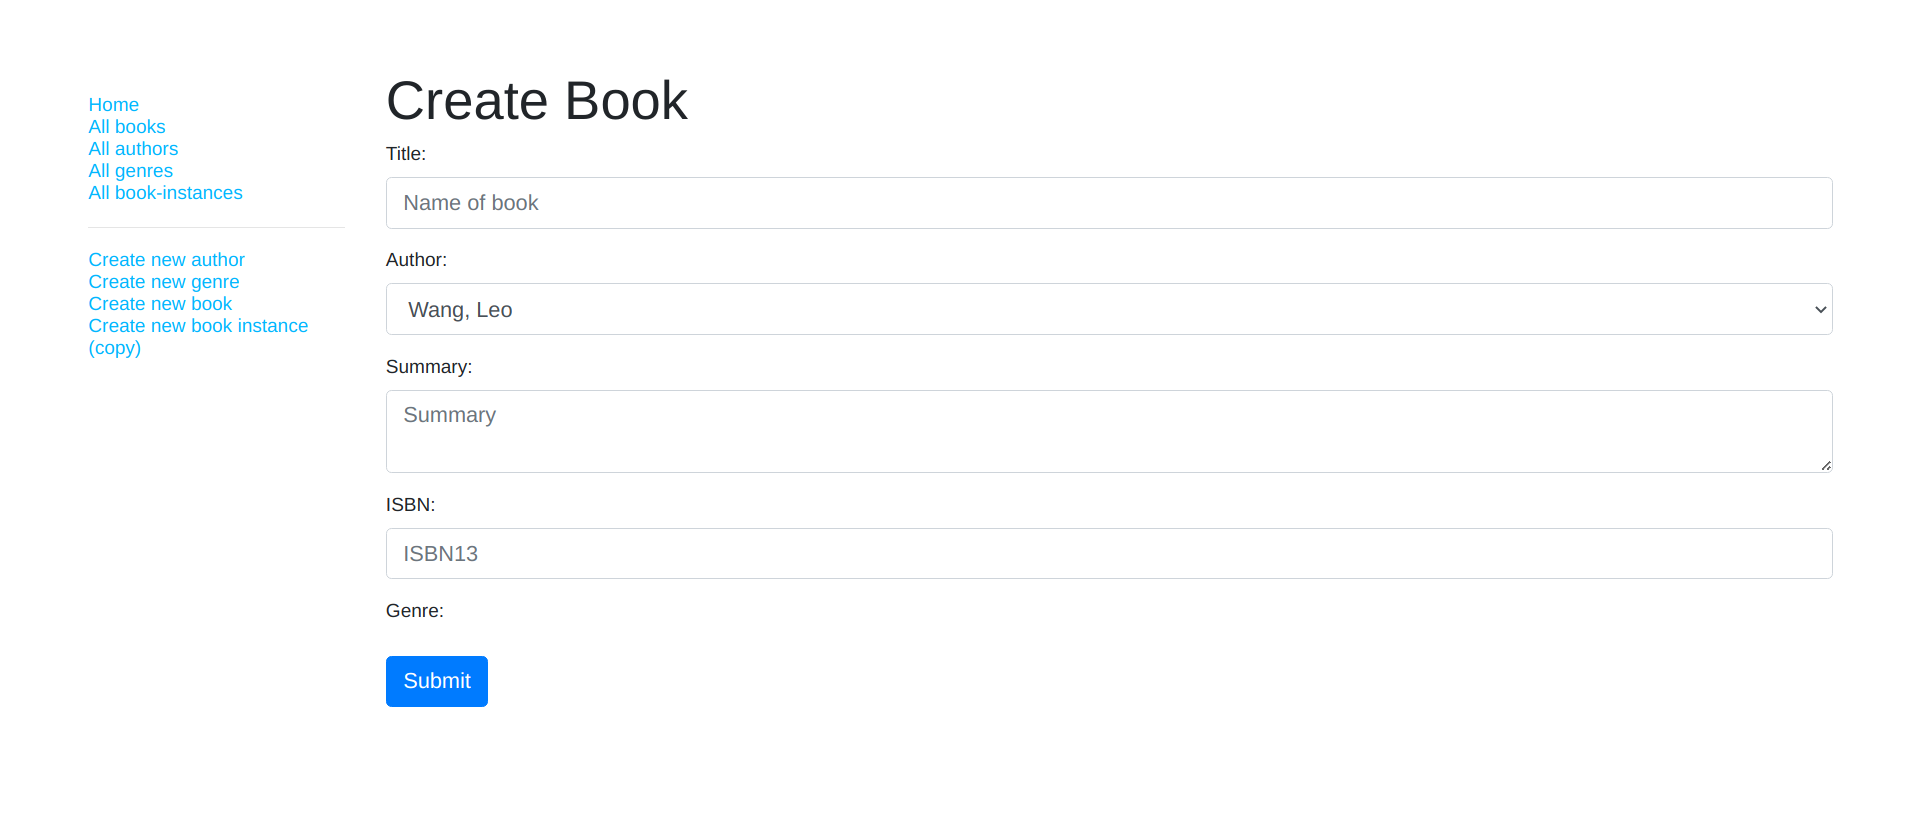 Home
All books
All authors
All genres
All book-instances
Create new author
Create new genre
Create new book
Create new book instance
(copy)
Create Book
Title:
Name of book
Author:
Wang, Leo
Summary:
Summary
ISBN:
ISBN13
Genre:
Submit